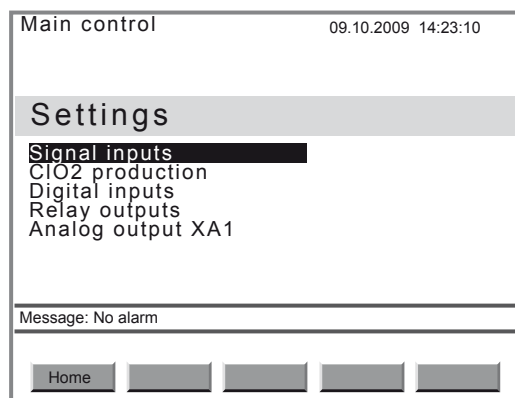 Main control 09.10.2009 14:23:10
Settings
Signal inputs
ClO2 production
Digital inputs
Relay outputs
Analog output XA1
Message: No alarm
Home